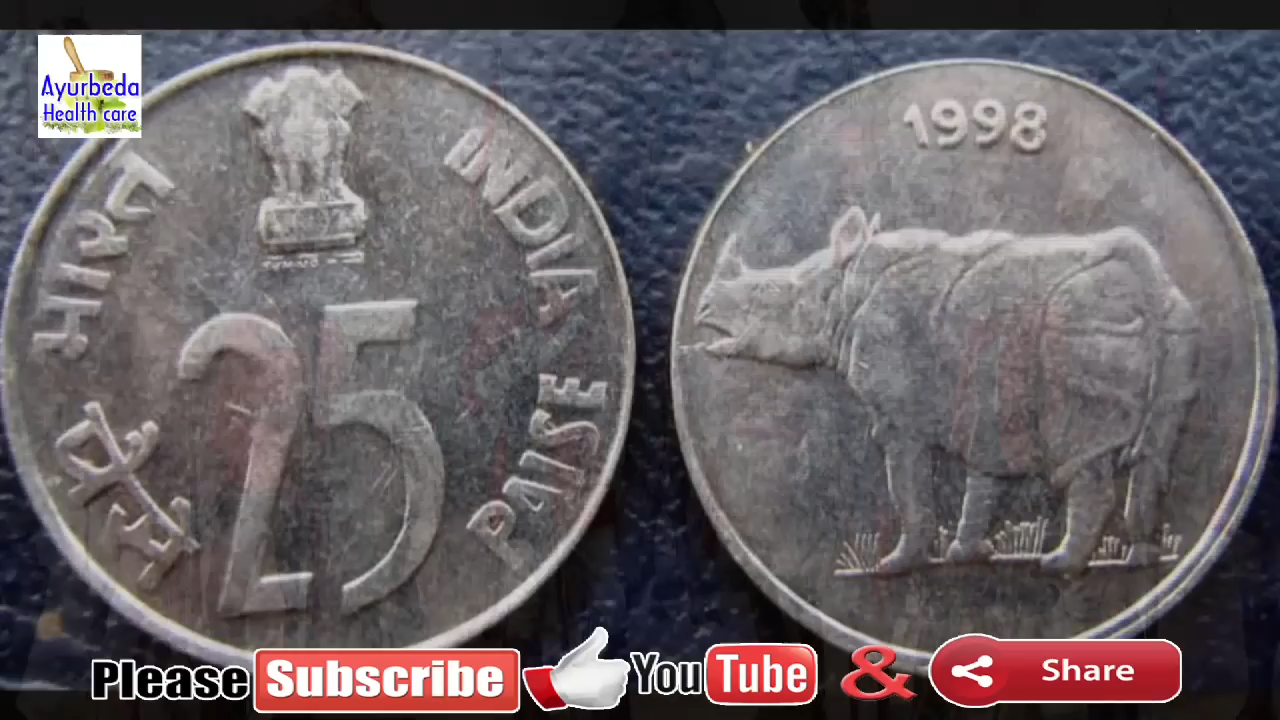 Ayurbeda
Health care
भारत
INDIA
25
पैसे
PAISE
1998
Please Subscribe YouTube & Share